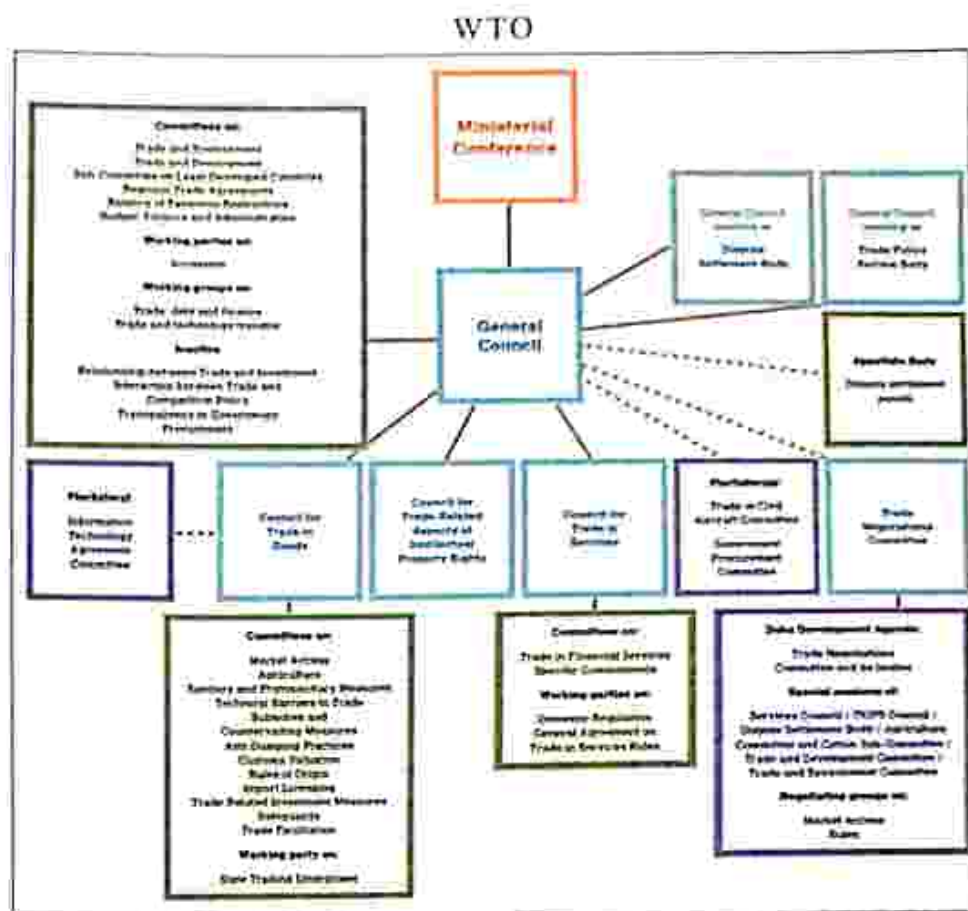 WTO
Ministerial
Conference
Committees on:
Trade and Environment
Trade and Development
Sub-Committee on Least-Developed Countries
Regional Trade Agreements
Balance of Payments Restrictions
Budget, Finance and Administration
Working parties on:
Accession
Working groups on:
Trade, debt and finance
Trade and technology transfer
Inactive
Relationship between Trade and Investment
Interaction between Trade and
Competition Policy
Transparency in Government
Procurement
General Council
meeting as
Dispute
Settlement Body
General Council
meeting as
Trade Policy
Review Body
General
Council
Appellate Body
Dispute settlement
panels
Plurilateral
Information
Technology
Agreement
Committee
Council for
Trade in
Goods
Council for
Trade-Related
Aspects of
Intellectual
Property Rights
Council for
Trade in
Services
Plurilateral
Trade in Civil
Aircraft Committee
Government
Procurement
Committee
Trade
Negotiations
Committee
Committees on:
Market Access
Agriculture
Sanitary and Phytosanitary Measures
Technical Barriers to Trade
Subsidies and
Countervailing Measures
Anti-Dumping Practices
Customs Valuation
Rules of Origin
Import Licensing
Trade-Related Investment Measures
Safeguards
Trade Facilitation
Working party on:
State Trading
Committees on:
Trade in Financial Services
Specific Commitments
Working parties on:
Domestic Regulation
General Agreement on
Trade in Services Rules
Doha Development Agenda:
Trade Negotiations
Committee and its bodies
Special sessions of:
Services Council / TRIPS Council /
Dispute Settlement Body / Agriculture
Committee and Cotton Sub-Committee /
Trade and Development Committee /
Trade and Environment Committee
Negotiating groups on:
Market Access
Rules